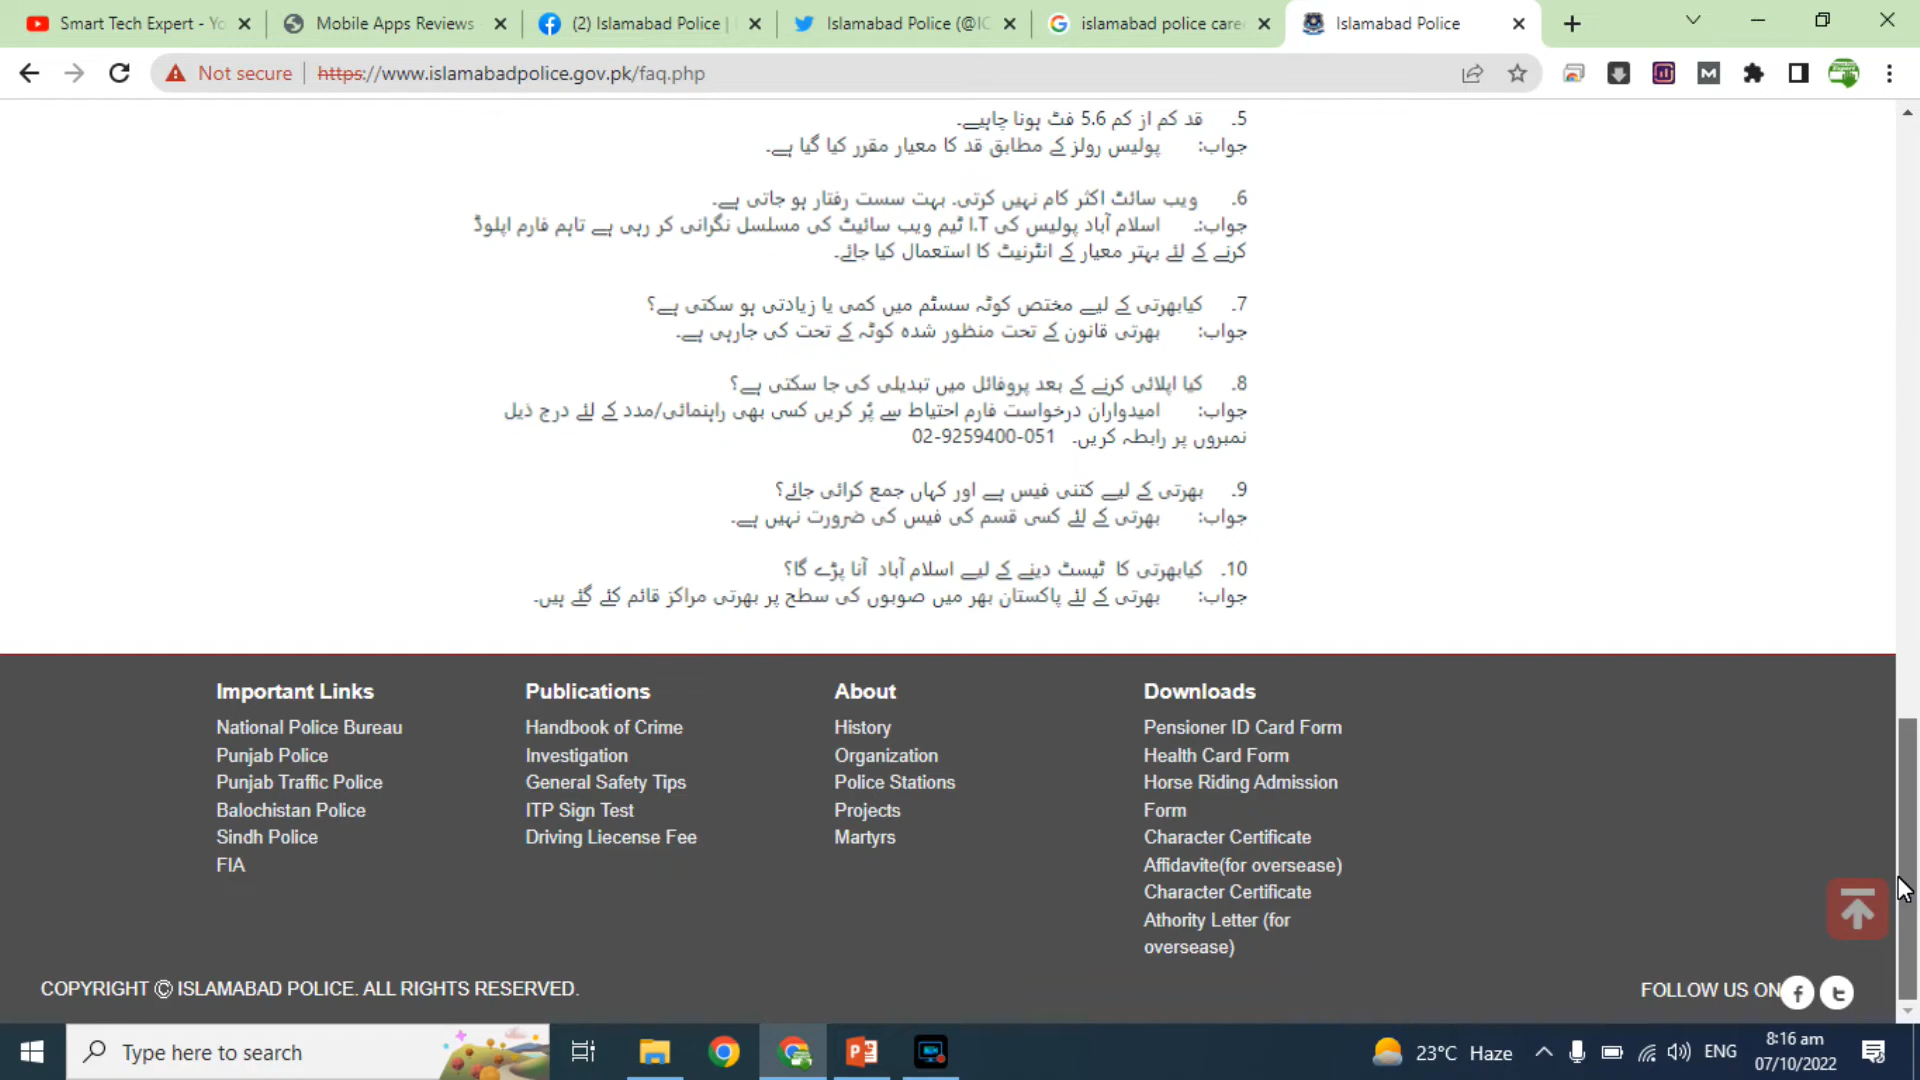 Smart Tech Expert - Yo
Mobile Apps Reviews
(2) Islamabad Police |
Islamabad Police (@IC
islamabad police care
Islamabad Police
Not secure
https://www.islamabadpolice.gov.pk/faq.php
5۔ قد کم از کم 5.6 فٹ ہونا چاہیے۔
جواب: پولیس رولز کے مطابق قد کا معیار مقرر کیا گیا ہے۔
6۔ ویب سائٹ اکثر کام نہیں کرتی۔ بہت سست رفتار ہو جاتی ہے۔
جواب:۔ اسلام آباد پولیس کی I.T ٹیم ویب سائیٹ کی مسلسل نگرانی کر رہی ہے تاہم فارم اپلوڈ
کرنے کے لئے بہتر معیار کے انٹرنیٹ کا استعمال کیا جائے۔
7۔ کیابھرتی کے لیے مختص کوٹہ سسٹم میں کمی یا زیادتی ہو سکتی ہے؟
جواب: بھرتی قانون کے تحت منظور شدہ کوٹہ کے تحت کی جارہی ہے۔
8۔ کیا اپلائی کرنے کے بعد پروفائل میں تبدیلی کی جا سکتی ہے؟
جواب: امیدواران درخواست فارم احتیاط سے پُر کریں کسی بھی راہنمائی/مدد کے لئے درج ذیل
نمبروں پر رابطہ کریں۔ 051-9259400-02
9۔ بھرتی کے لیے کتنی فیس ہے اور کہاں جمع کرائی جائے؟
جواب: بھرتی کے لئے کسی قسم کی فیس کی ضرورت نہیں ہے۔
10۔ کیابھرتی کا ٹیسٹ دینے کے لیے اسلام آباد آنا پڑے گا؟
جواب: بھرتی کے لئے پاکستان بھر میں صوبوں کی سطح پر بھرتی مراکز قائم کئے گئے ہیں۔
Important Links
National Police Bureau
Punjab Police
Punjab Traffic Police
Balochistan Police
Sindh Police
FIA
Publications
Handbook of Crime
Investigation
General Safety Tips
ITP Sign Test
Driving Liecense Fee
About
History
Organization
Police Stations
Projects
Martyrs
Downloads
Pensioner ID Card Form
Health Card Form
Horse Riding Admission
Form
Character Certificate
Affidavite(for oversease)
Character Certificate
Athority Letter (for
oversease)
COPYRIGHT © ISLAMABAD POLICE. ALL RIGHTS RESERVED.
FOLLOW US ON
Type here to search
23°C Haze
ENG
8:16 am
07/10/2022